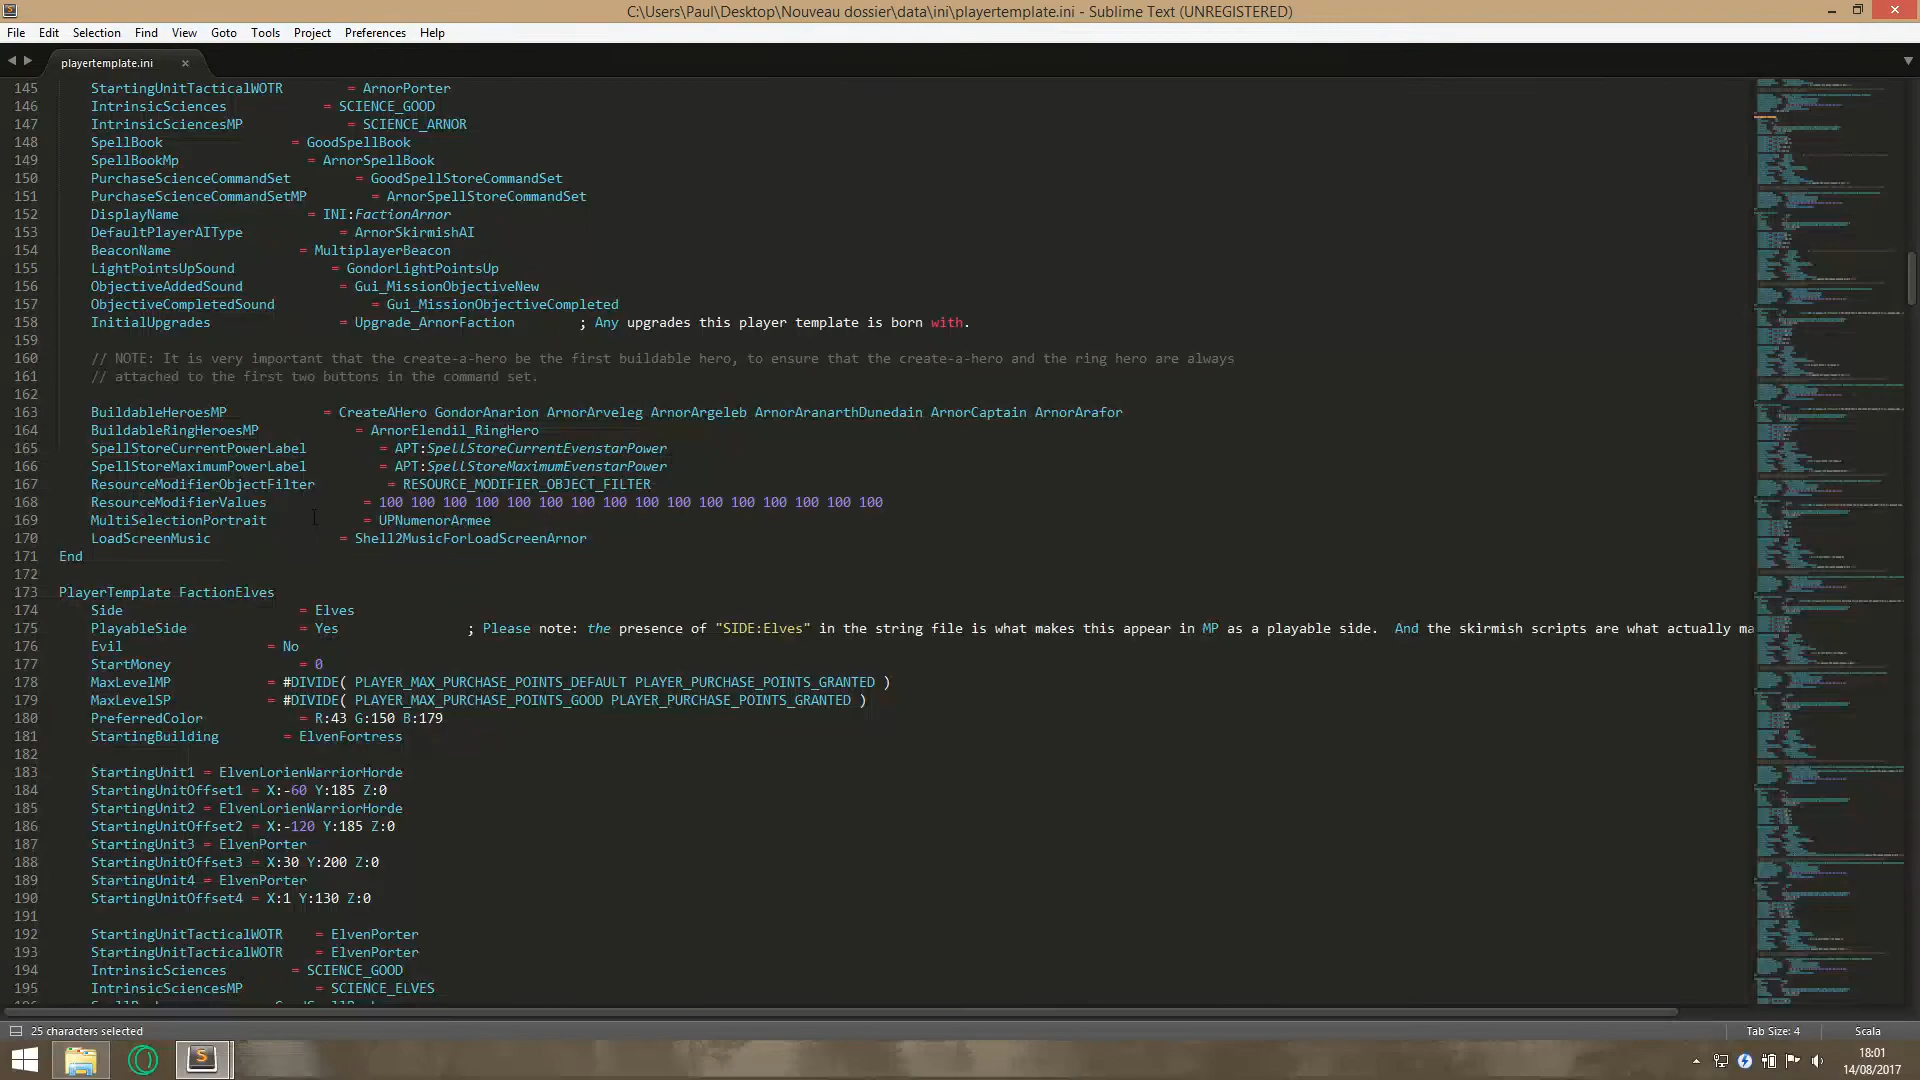 C:\Users\Paul\Desktop\Nouveau dossier\data\ini\playertemplate.ini - Sublime Text (UNREGISTERED)
File Edit Selection Find View Goto Tools Project Preferences Help
playertemplate.ini
145 StartingUnitTacticalWOTR = ArnorPorter
146 IntrinsicSciences = SCIENCE_GOOD
147 IntrinsicSciencesMP = SCIENCE_ARNOR
148 SpellBook = GoodSpellBook
149 SpellBookMp = ArnorSpellBook
150 PurchaseScienceCommandSet = GoodSpellStoreCommandSet
151 PurchaseScienceCommandSetMP = ArnorSpellStoreCommandSet
152 DisplayName = INI:FactionArnor
153 DefaultPlayerAIType = ArnorSkirmishAI
154 BeaconName = MultiplayerBeacon
155 LightPointsUpSound = GondorLightPointsUp
156 ObjectiveAddedSound = Gui_MissionObjectiveNew
157 ObjectiveCompletedSound = Gui_MissionObjectiveCompleted
158 InitialUpgrades = Upgrade_ArnorFaction ; Any upgrades this player template is born with.
159
160 // NOTE: It is very important that the create-a-hero be the first buildable hero, to ensure that the create-a-hero and the ring hero are always
161 // attached to the first two buttons in the command set.
162
163 BuildableHeroesMP = CreateAHero GondorAnarion ArnorArveleg ArnorArgeleb ArnorAranarthDunedain ArnorCaptain ArnorArafor
164 BuildableRingHeroesMP = ArnorElendil_RingHero
165 SpellStoreCurrentPowerLabel = APT:SpellStoreCurrentEvenstarPower
166 SpellStoreMaximumPowerLabel = APT:SpellStoreMaximumEvenstarPower
167 ResourceModifierObjectFilter = RESOURCE_MODIFIER_OBJECT_FILTER
168 ResourceModifierValues = 100 100 100 100 100 100 100 100 100 100 100 100 100 100 100 100
169 MultiSelectionPortrait = UPNumenorArmee
170 LoadScreenMusic = Shell2MusicForLoadScreenArnor
171 End
172
173 PlayerTemplate FactionElves
174 Side = Elves
175 PlayableSide = Yes ; Please note: the presence of "SIDE:Elves" in the string file is what makes this appear in MP as a playable side. And the skirmish scripts are what actually ma
176 Evil = No
177 StartMoney = 0
178 MaxLevelMP = #DIVIDE( PLAYER_MAX_PURCHASE_POINTS_DEFAULT PLAYER_PURCHASE_POINTS_GRANTED )
179 MaxLevelSP = #DIVIDE( PLAYER_MAX_PURCHASE_POINTS_GOOD PLAYER_PURCHASE_POINTS_GRANTED )
180 PreferredColor = R:43 G:150 B:179
181 StartingBuilding = ElvenFortress
182
183 StartingUnit1 = ElvenLorienWarriorHorde
184 StartingUnitOffset1 = X:-60 Y:185 Z:0
185 StartingUnit2 = ElvenLorienWarriorHorde
186 StartingUnitOffset2 = X:-120 Y:185 Z:0
187 StartingUnit3 = ElvenPorter
188 StartingUnitOffset3 = X:30 Y:200 Z:0
189 StartingUnit4 = ElvenPorter
190 StartingUnitOffset4 = X:1 Y:130 Z:0
191
192 StartingUnitTacticalWOTR = ElvenPorter
193 StartingUnitTacticalWOTR = ElvenPorter
194 IntrinsicSciences = SCIENCE_GOOD
195 IntrinsicSciencesMP = SCIENCE_ELVES
25 characters selected Tab Size: 4 Scala
18:01
14/08/2017